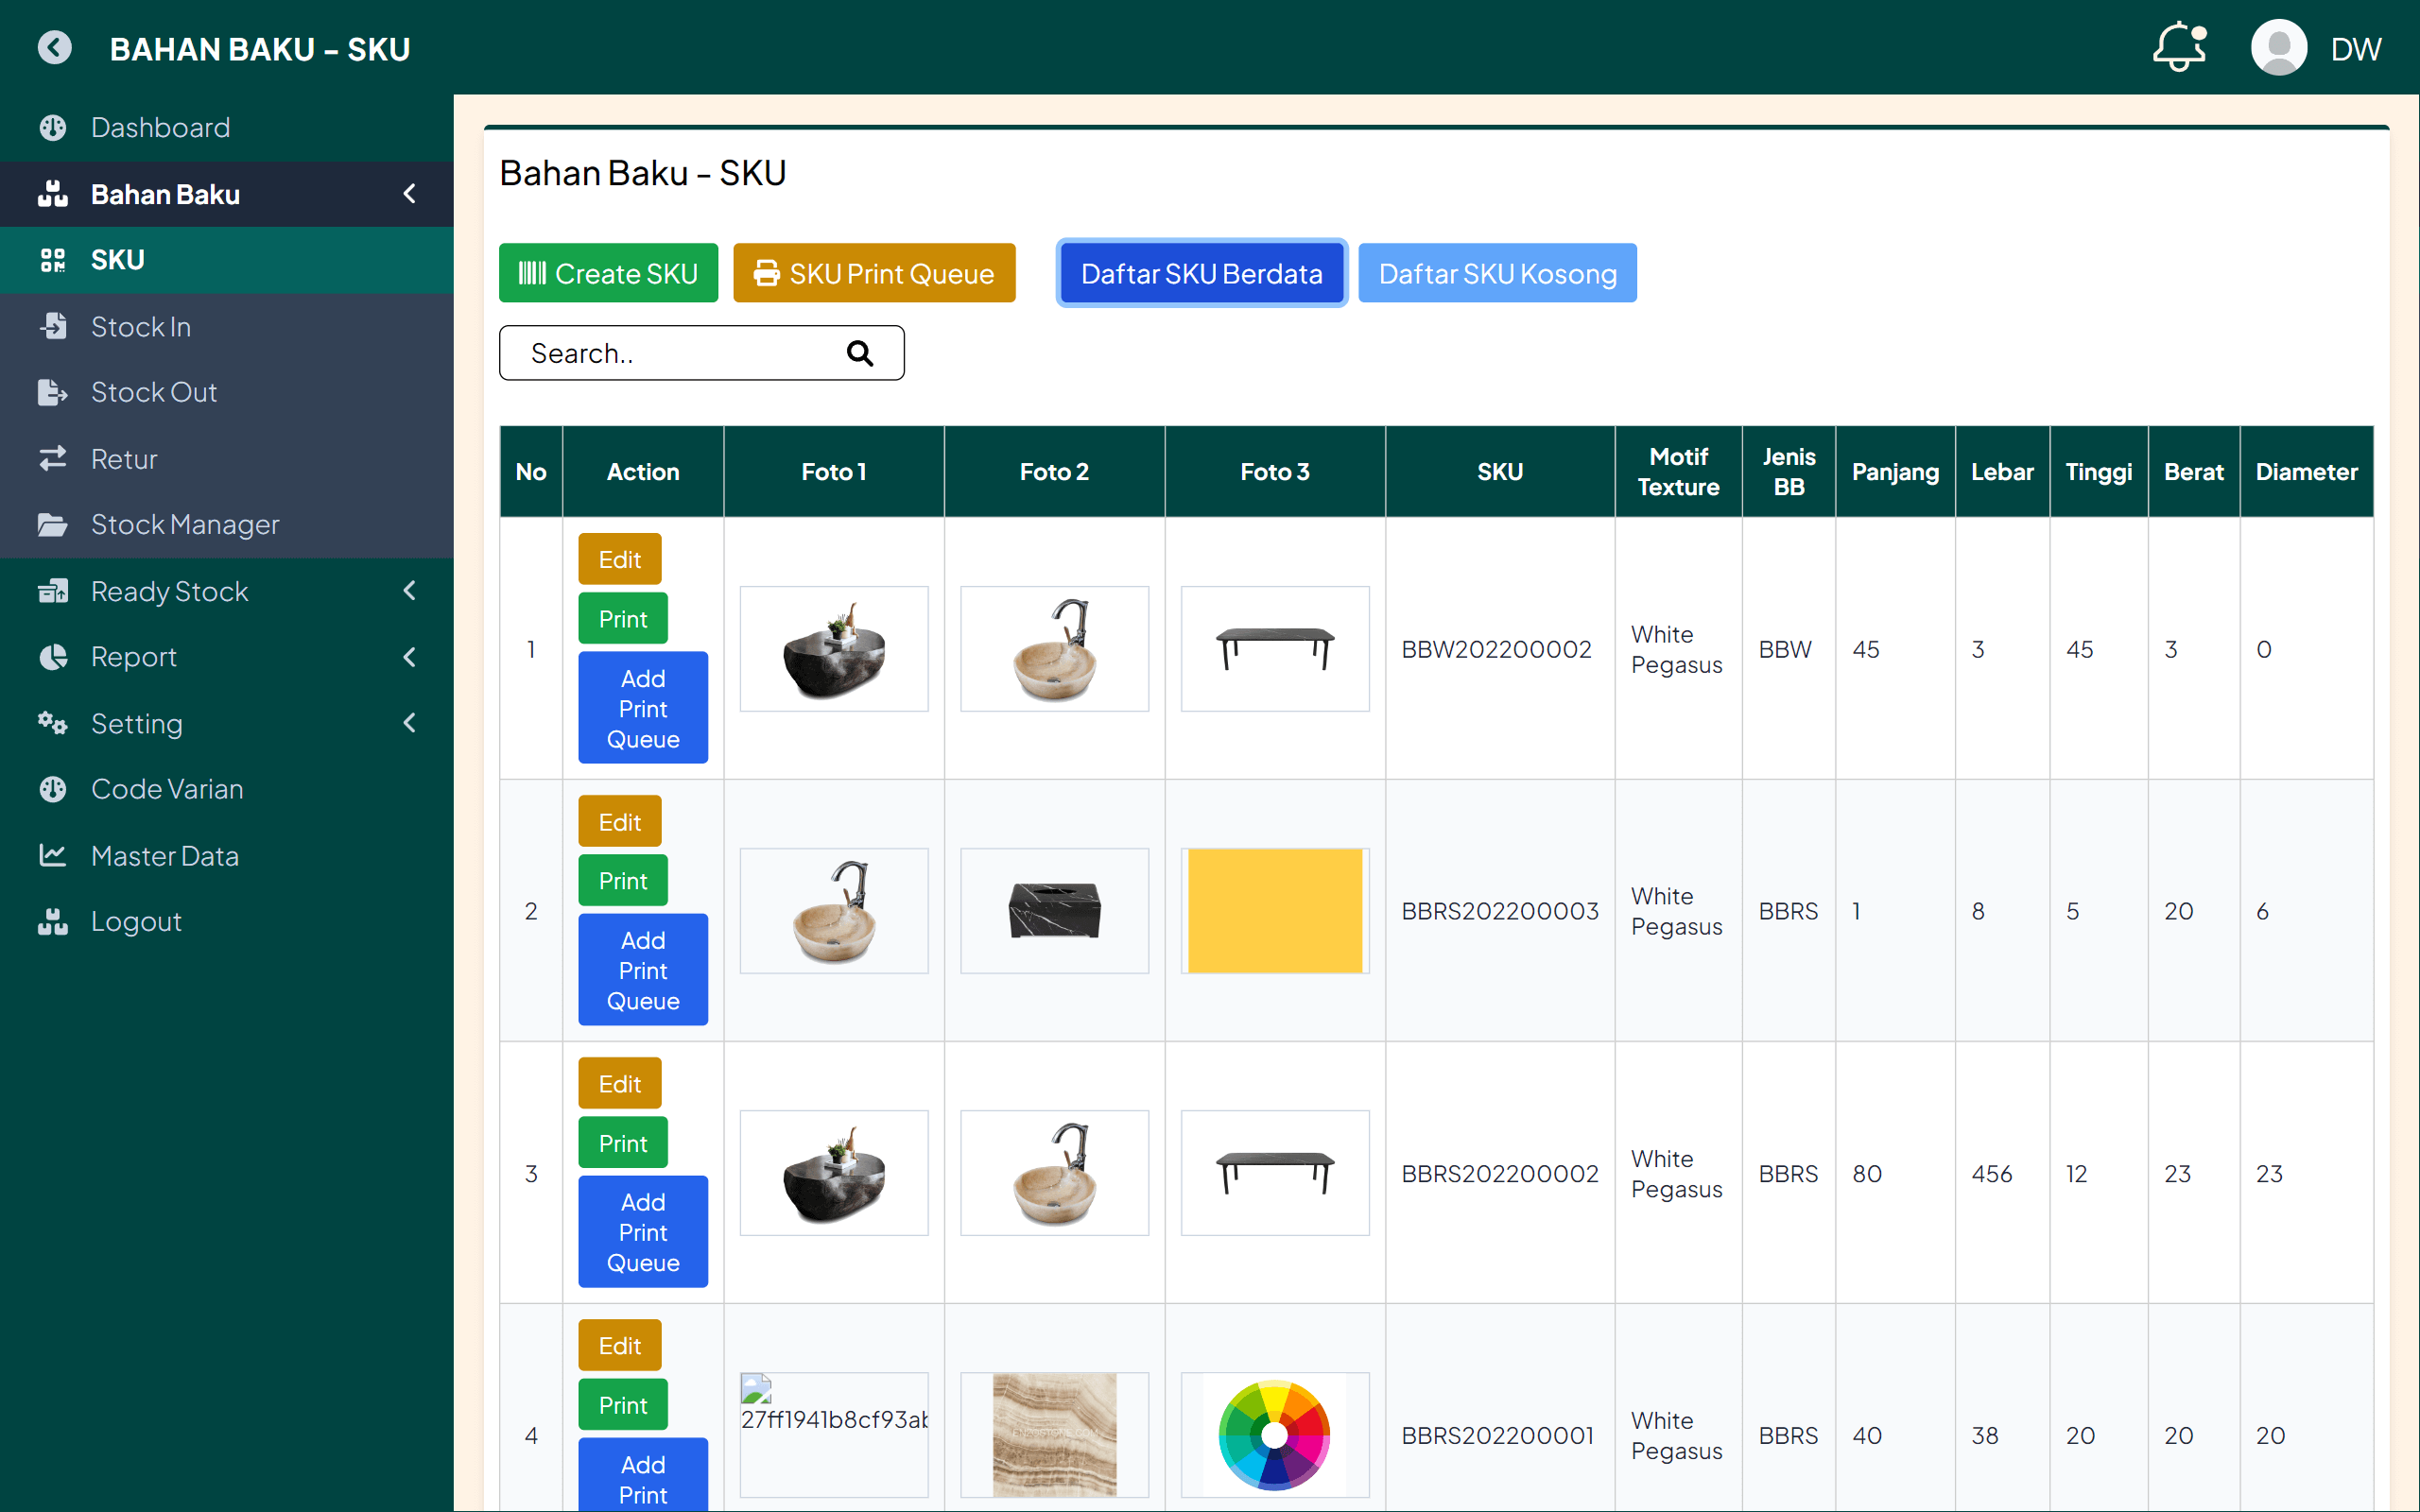 BAHAN BAKU - SKU
DW
Dashboard
Bahan Baku
SKU
Stock In
Stock Out
Retur
Stock Manager
Ready Stock
Report
Setting
Code Varian
Master Data
Logout
Bahan Baku - SKU
Create SKU
SKU Print Queue
Daftar SKU Berdata
Daftar SKU Kosong
Search..
No
Action
Foto 1
Foto 2
Foto 3
SKU
Motif
Texture
Jenis
BB
Panjang
Lebar
Tinggi
Berat
Diameter
1
Edit
Print
Add
Print
Queue
BBW202200002
White
Pegasus
BBW
45
3
45
3
0
2
Edit
Print
Add
Print
Queue
BBRS202200003
White
Pegasus
BBRS
1
8
5
20
6
3
Edit
Print
Add
Print
Queue
BBRS202200002
White
Pegasus
BBRS
80
456
12
23
23
4
Edit
Print
Add
Print
27ff1941b8cf93ab
BBRS202200001
White
Pegasus
BBRS
40
38
20
20
20